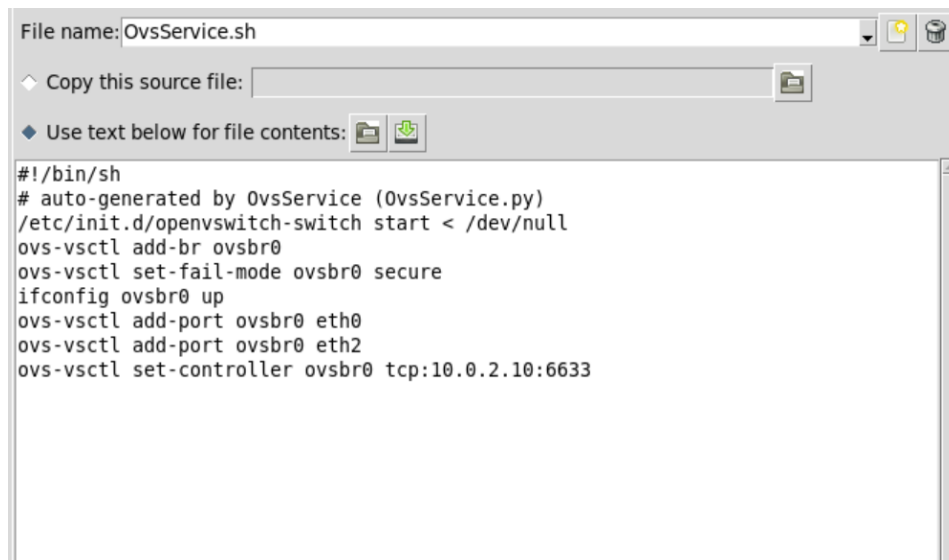 File name: OvsService.sh
Copy this source file:
Use text below for file contents:
#!/bin/sh
# auto-generated by OvsService (OvsService.py)
/etc/init.d/openvswitch-switch start < /dev/null
ovs-vsctl add-br ovsbr0
ovs-vsctl set-fail-mode ovsbr0 secure
ifconfig ovsbr0 up
ovs-vsctl add-port ovsbr0 eth0
ovs-vsctl add-port ovsbr0 eth2
ovs-vsctl set-controller ovsbr0 tcp:10.0.2.10:6633